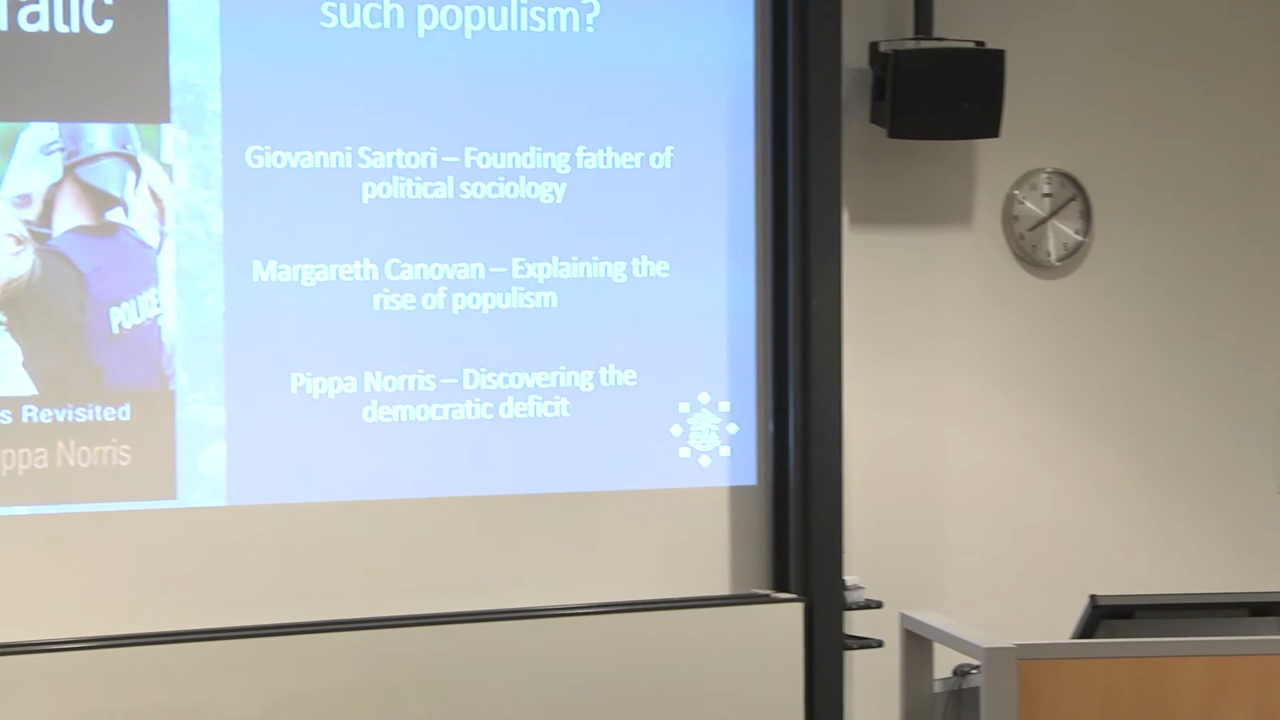 ratic
such populism?
Giovanni Sartori – Founding father of
political sociology
Margareth Canovan – Explaining the
rise of populism
POLICE
Pippa Norris – Discovering the
democratic deficit
s Revisited
ppa Norris